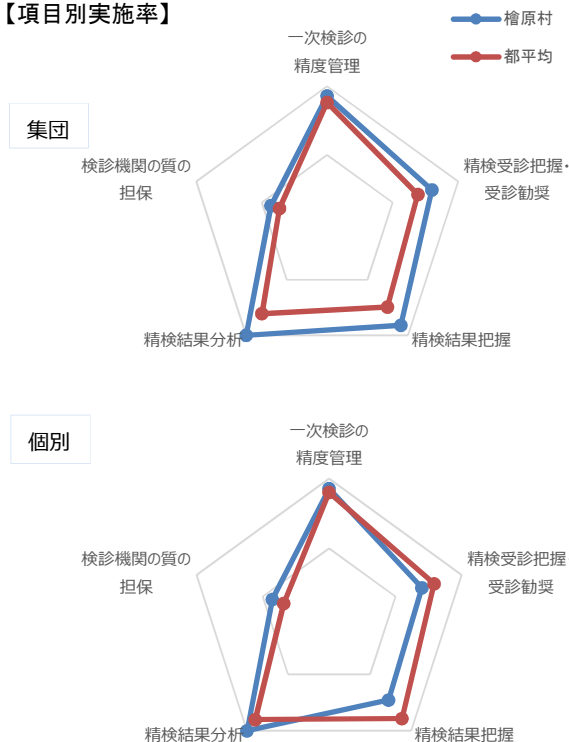 【項目別実施率】
檜原村
都平均
集団
一次検診の
精度管理
精検受診把握・
受診勧奨
精検結果把握
精検結果分析
検診機関の質の
担保
個別
一次検診の
精度管理
精検受診把握
受診勧奨
精検結果把握
精検結果分析
検診機関の質の
担保